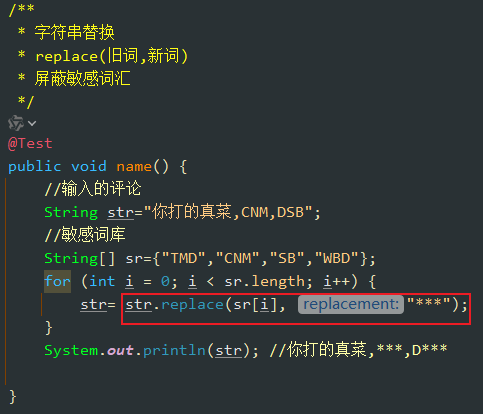 /**
 * 字符串替换
 * replace(旧词,新词)
 * 屏蔽敏感词汇
 */
@Test
public void name() {
    //输入的评论
    String str="你打的真菜,CNM,DSB";
    //敏感词库
    String[] sr={"TMD","CNM","SB","WBD"};
    for (int i = 0; i < sr.length; i++) {
        str= str.replace(sr[i], replacement: "***");
    }
    System.out.println(str); //你打的真菜,***,D***
}